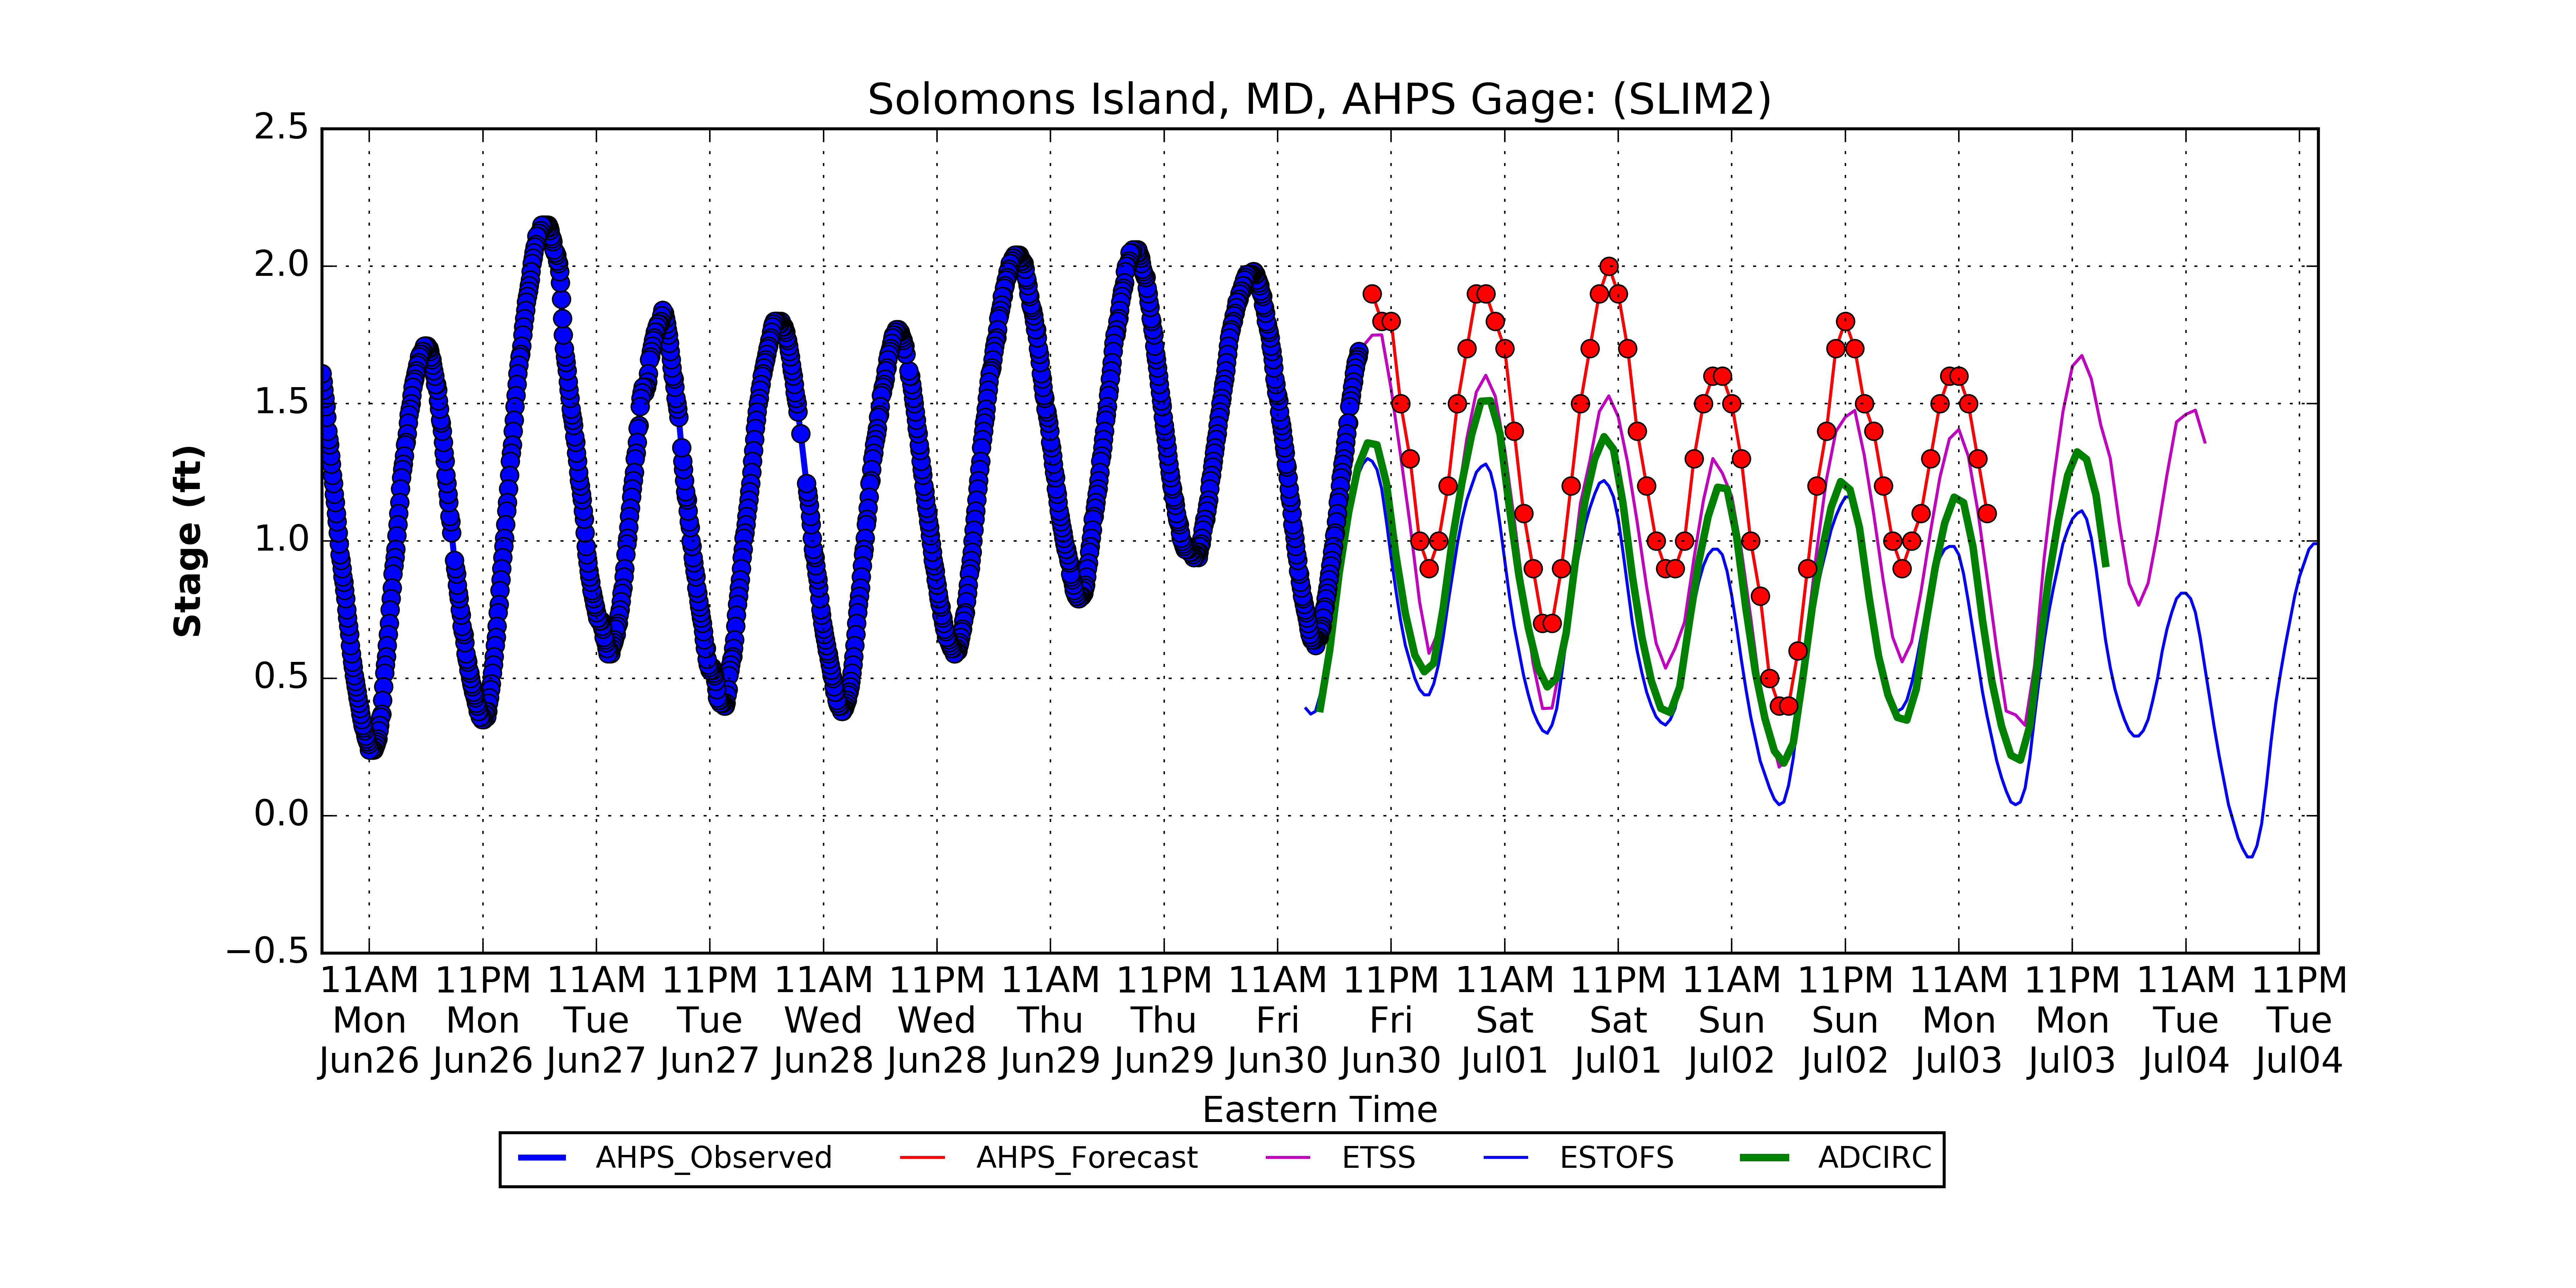 Solomons Island, MD, AHPS Gage: (SLIM2)
2.5
2.0
1.5
1.0
0.5
0.0
−0.5
Stage (ft)
11AM 11PM 11AM 11PM 11AM 11PM 11AM 11PM 11AM 11PM 11AM 11PM 11AM 11PM 11AM 11PM 11AM 11PM
Mon Mon Tue Tue Wed Wed Thu Thu Fri Fri Sat Sat Sun Sun Mon Mon Tue Tue
Jun26 Jun26 Jun27 Jun27 Jun28 Jun28 Jun29 Jun29 Jun30 Jun30 Jul01 Jul01 Jul02 Jul02 Jul03 Jul03 Jul04 Jul04
Eastern Time
AHPS_Observed AHPS_Forecast ETSS ESTOFS ADCIRC